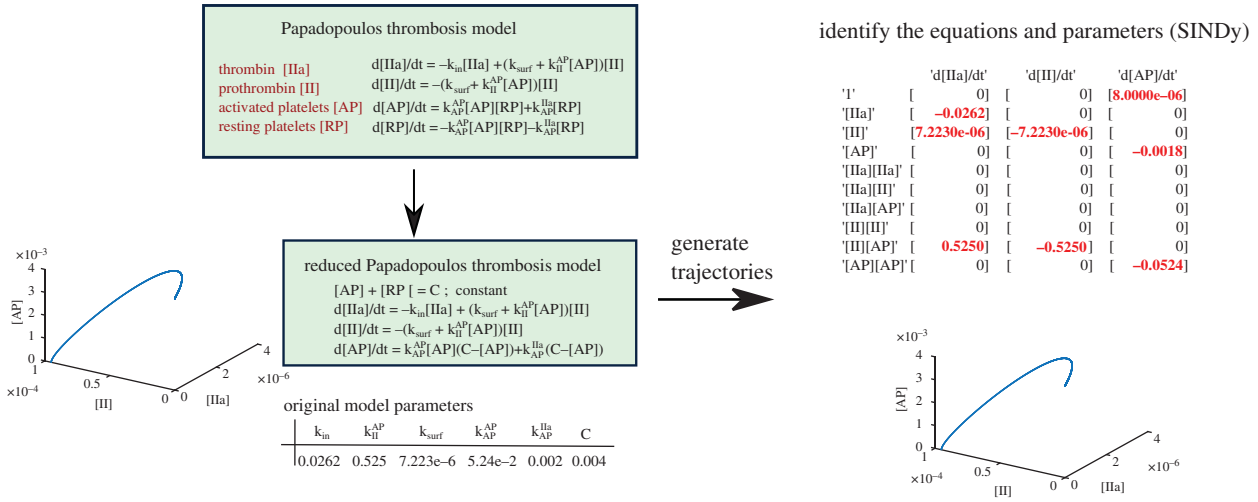 Papadopoulos thrombosis model
thrombin [IIa] d[IIa]/dt = –k_in[IIa] +(k_surf + k_II^AP[AP])[II]
prothrombin [II] d[II]/dt = –(k_surf + k_II^AP[AP])[II]
activated platelets [AP] d[AP]/dt = k_AP^AP[AP][RP]+k_AP^IIa[RP]
resting platelets [RP] d[RP]/dt=–k_AP^AP[AP][RP]–k_AP^IIa[RP]
reduced Papadopoulos thrombosis model
[AP] + [RP [ = C ; constant
d[IIa]/dt = –k_in[IIa] + (k_surf + k_II^AP[AP])[II]
d[II]/dt = –(k_surf + k_II^AP[AP])[II]
d[AP]/dt = k_AP^AP[AP](C–[AP])+k_AP^IIa(C–[AP])
×10⁻³
4
3
2
1
0
[AP]
1
0.5
0
×10⁻⁴
[II]
0
2
4
×10⁻⁶
[IIa]
original model parameters
k_in k_II^AP k_surf k_AP^AP k_AP^IIa C
0.0262 0.525 7.223e–6 5.24e–2 0.002 0.004
generate
trajectories
identify the equations and parameters (SINDy)
'd[IIa]/dt' 'd[II]/dt' 'd[AP]/dt'
'1' [ 0] [ 0] [8.0000e–06]
'[IIa]' [ –0.0262] [ 0] [ 0]
'[II]' [7.2230e-06] [–7.2230e-06] [ 0]
'[AP]' [ 0] [ 0] [ –0.0018]
'[IIa][IIa]' [ 0] [ 0] [ 0]
'[IIa][II]' [ 0] [ 0] [ 0]
'[IIa][AP]' [ 0] [ 0] [ 0]
'[II][II]' [ 0] [ 0] [ 0]
'[II][AP]' [ 0.5250] [ –0.5250] [ 0]
'[AP][AP]' [ 0] [ 0] [ –0.0524]
×10⁻³
4
3
2
1
0
[AP]
1
0.5
0
×10⁻⁴
[II]
0
2
4
×10⁻⁶
[IIa]